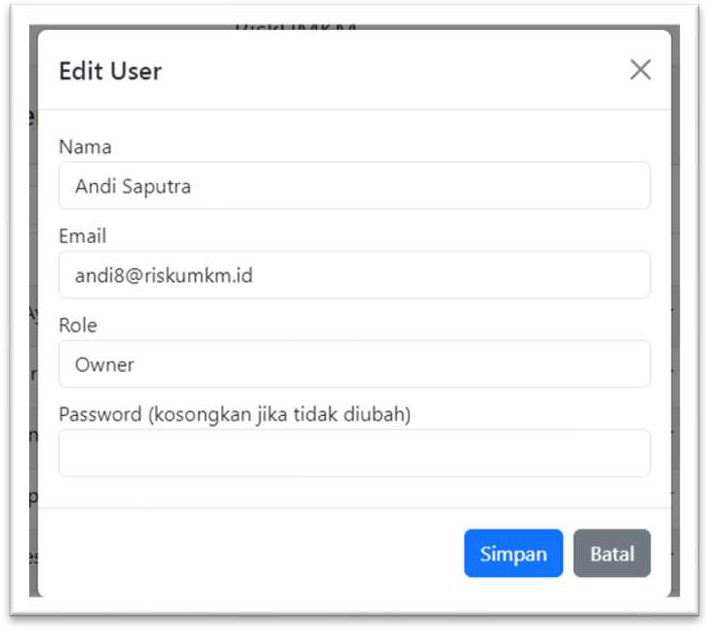 Edit User
Nama
Andi Saputra
Email
andi8@riskumkm.id
Role
Owner
Password (kosongkan jika tidak diubah)
Simpan
Batal